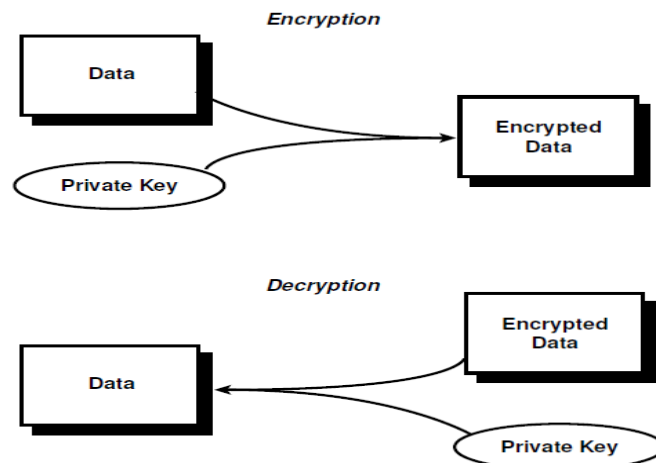 Encryption
Data
Encrypted
Data
Private Key
Decryption
Encrypted
Data
Data
Private Key